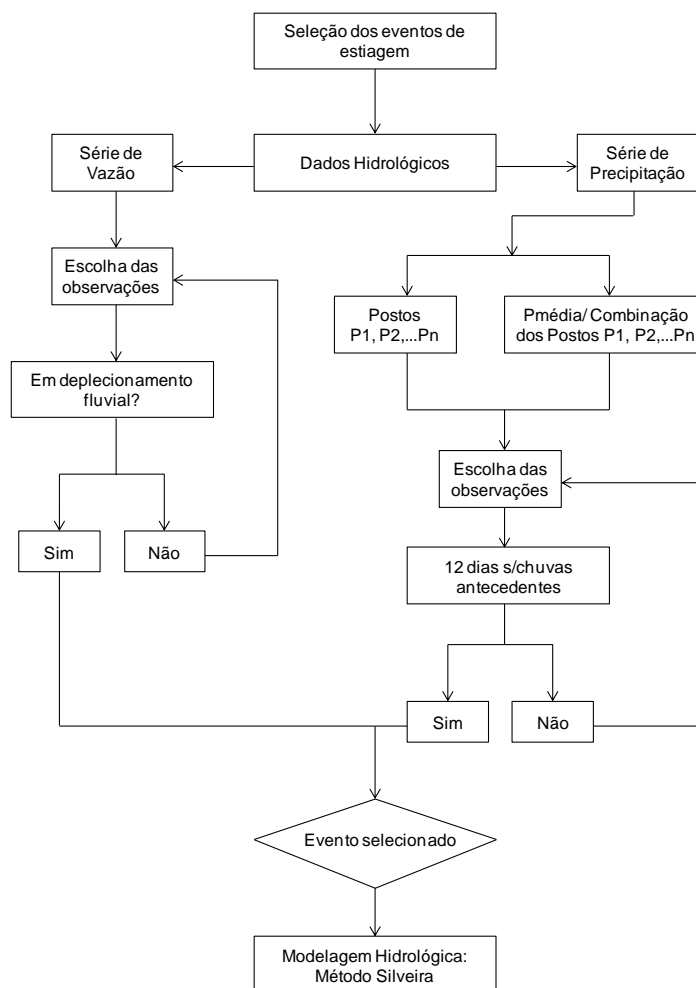 Seleção dos eventos de
estiagem
Série de
Vazão
Dados Hidrológicos
Série de
Precipitação
Escolha das
observações
Postos
P1, P2,...Pn
Pmédia/ Combinação
dos Postos P1, P2,...Pn
Em deplecionamento
fluvial?
Escolha das
observações
Sim
Não
12 dias s/chuvas
antecedentes
Sim
Não
Evento selecionado
Modelagem Hidrológica:
Método Silveira